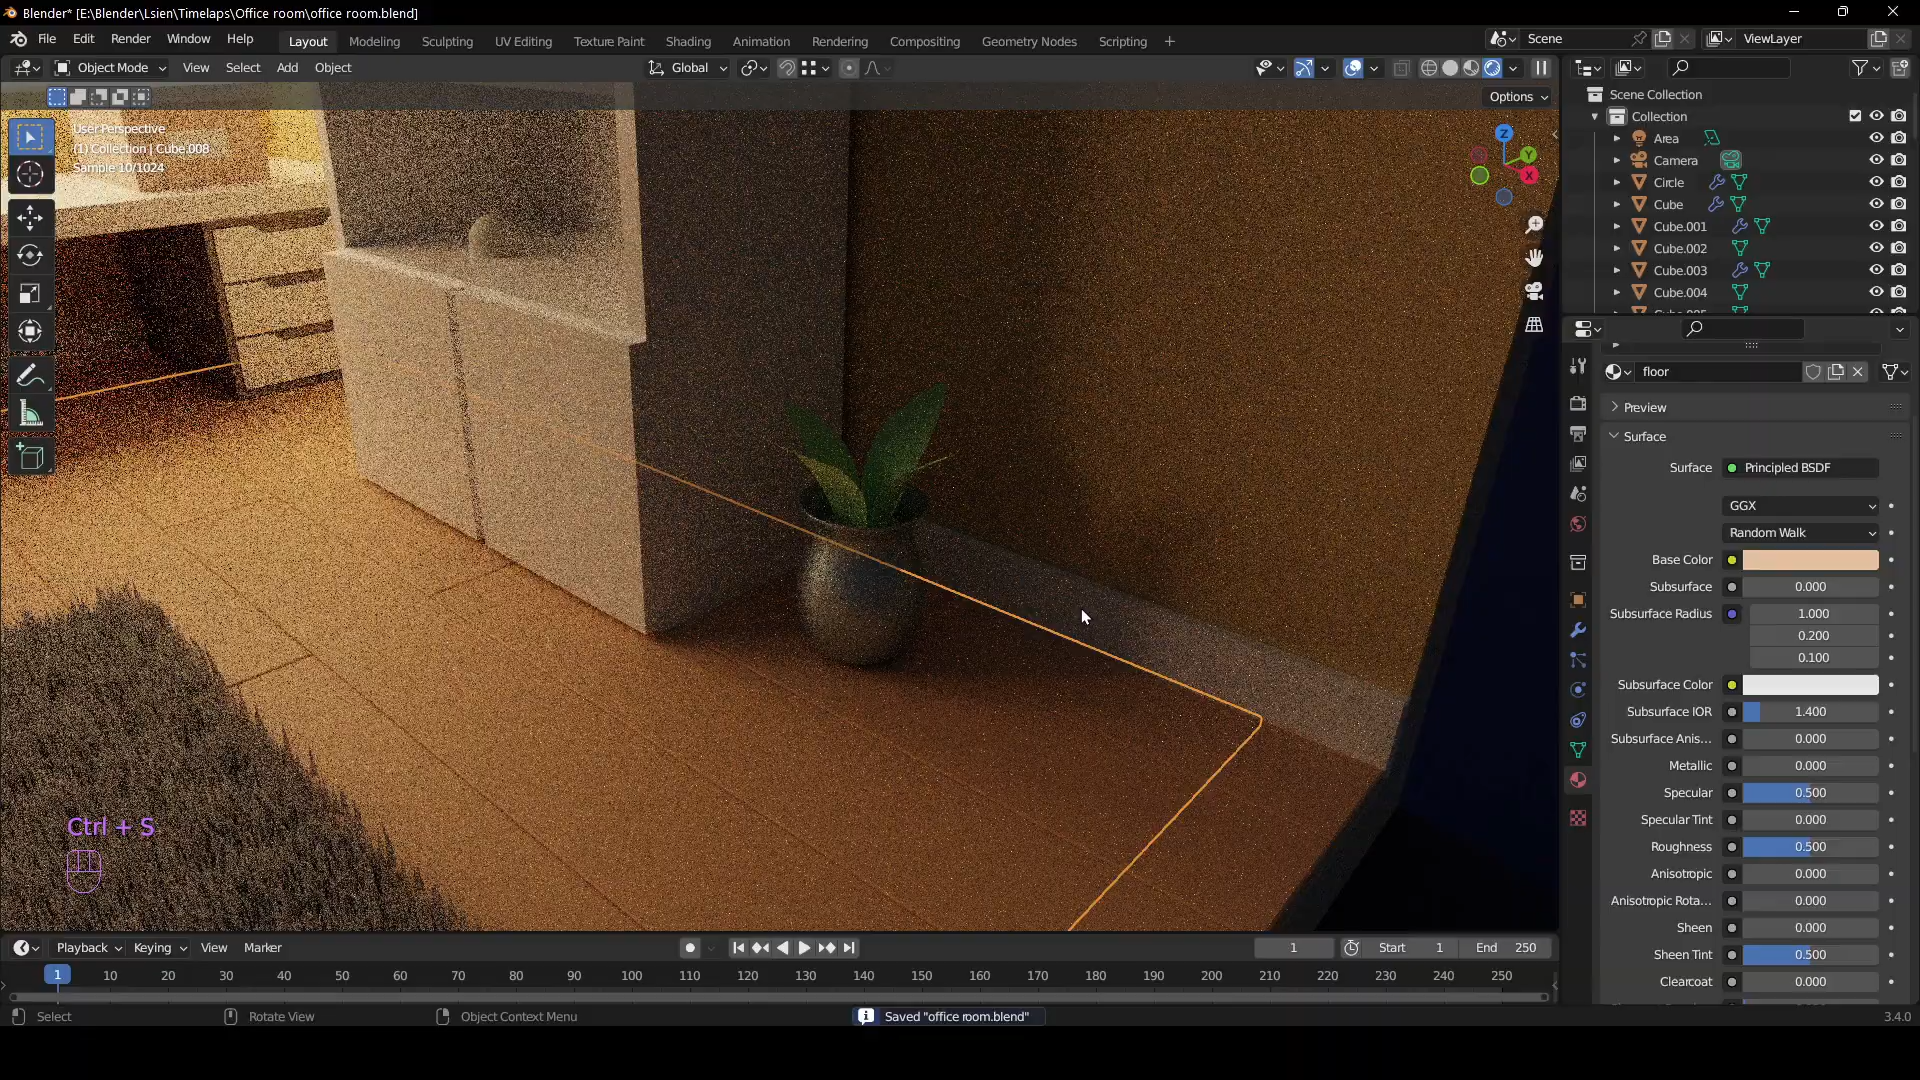 Blender* [E:\Blender\Lsien\Timelaps\Office room\office room.blend]
File Edit Render Window Help Layout Modeling Sculpting UV Editing Texture Paint Shading Animation Rendering Compositing Geometry Nodes Scripting + Scene ViewLayer
Object Mode View Select Add Object Global
Options
User Perspective
(1) Collection | Cube.008
Sample 10/1024
Z
Y
X
Scene Collection
Collection
Area
Camera
Circle
Cube
Cube.001
Cube.002
Cube.003
Cube.004
floor
Preview
Surface
Surface Principled BSDF
GGX
Random Walk
Base Color
Subsurface 0.000
Subsurface Radius 1.000
0.200
0.100
Subsurface Color
Subsurface IOR 1.400
Subsurface Anis... 0.000
Metallic 0.000
Specular 0.500
Specular Tint 0.000
Roughness 0.500
Anisotropic 0.000
Anisotropic Rota... 0.000
Sheen 0.000
Sheen Tint 0.500
Clearcoat 0.000
Ctrl + S
Playback Keying View Marker 1 Start 1 End 250
1 10 20 30 40 50 60 70 80 90 100 110 120 130 140 150 160 170 180 190 200 210 220 230 240 250
Select Rotate View Object Context Menu Saved "office room.blend" 3.4.0